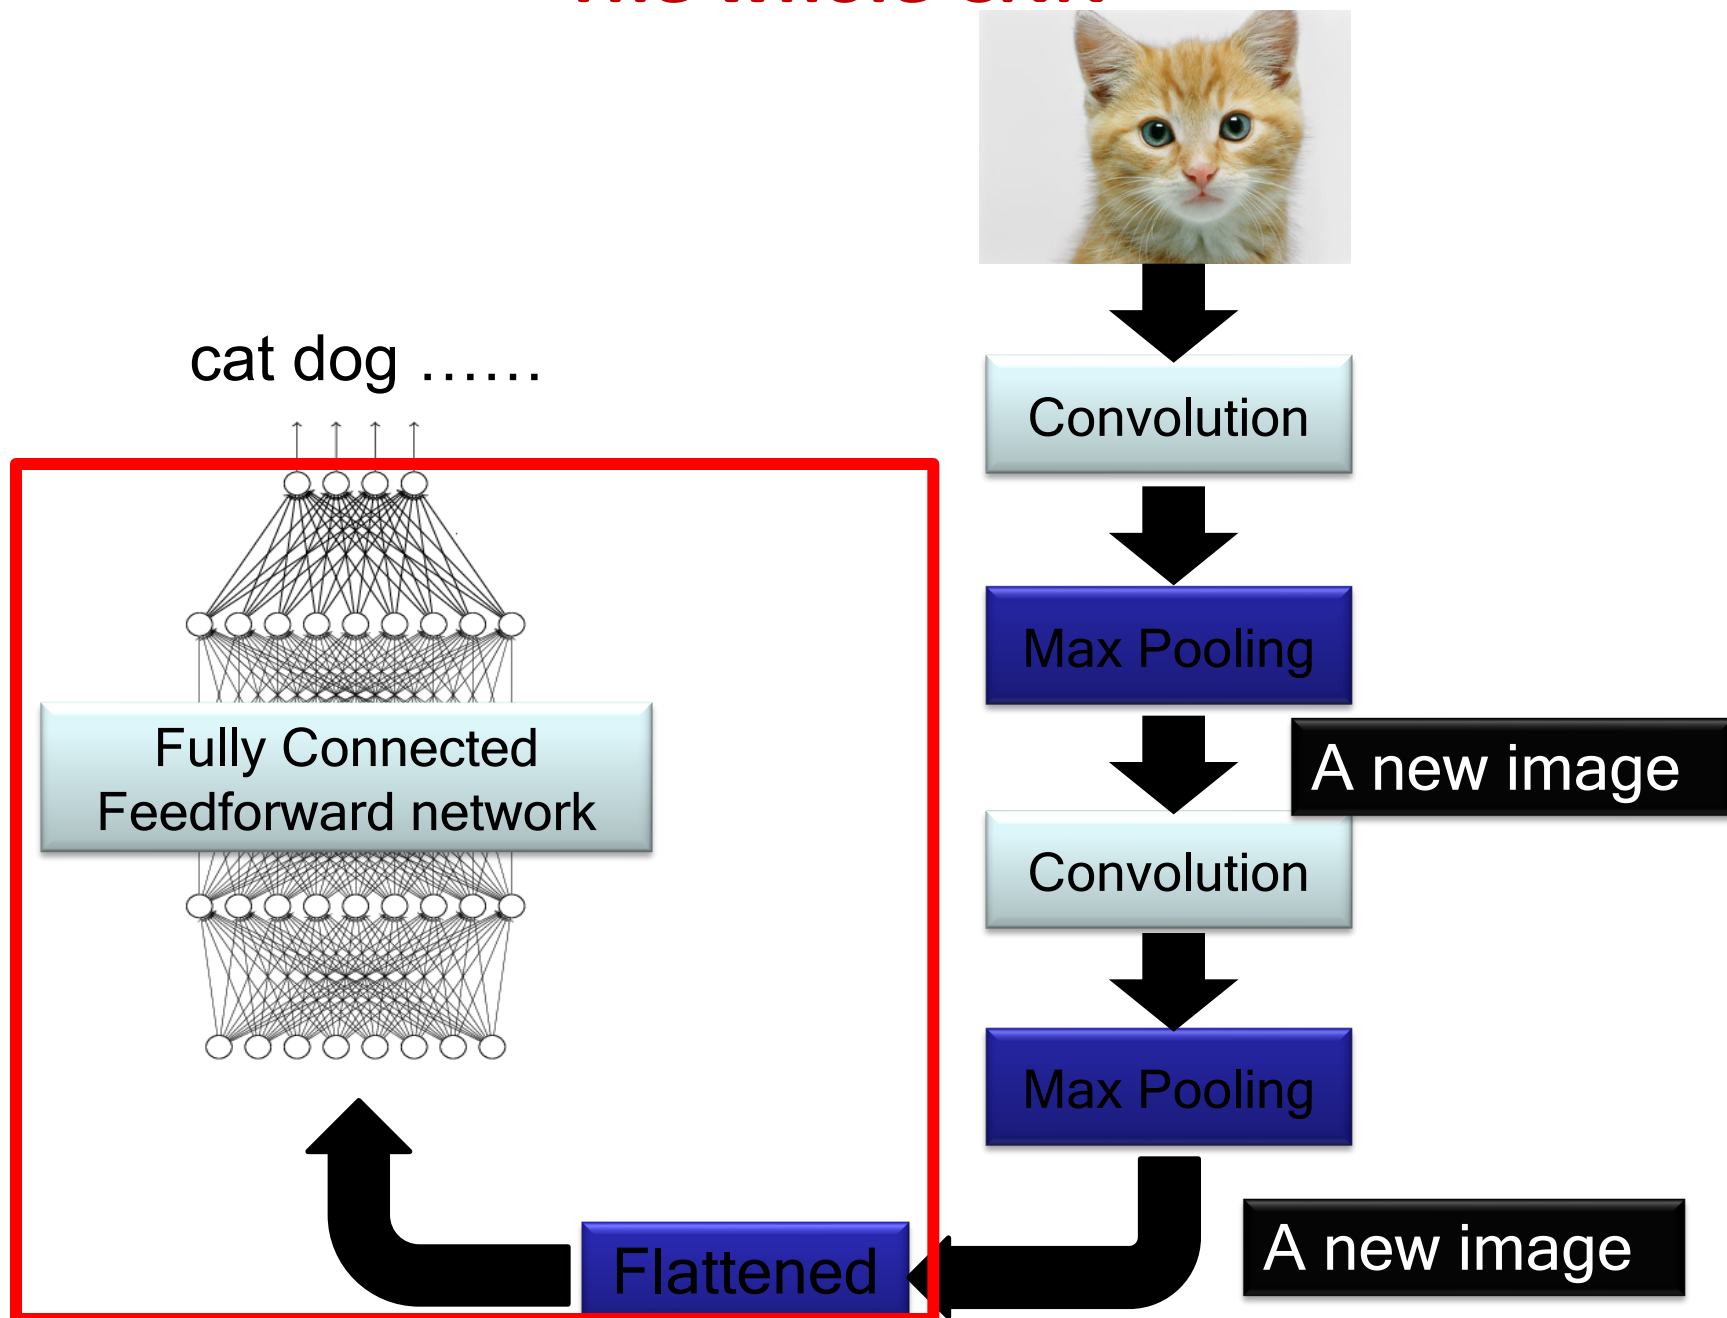 cat dog ……
Convolution
Max Pooling
A new image
Fully Connected
Feedforward network
Convolution
Max Pooling
A new image
Flattened